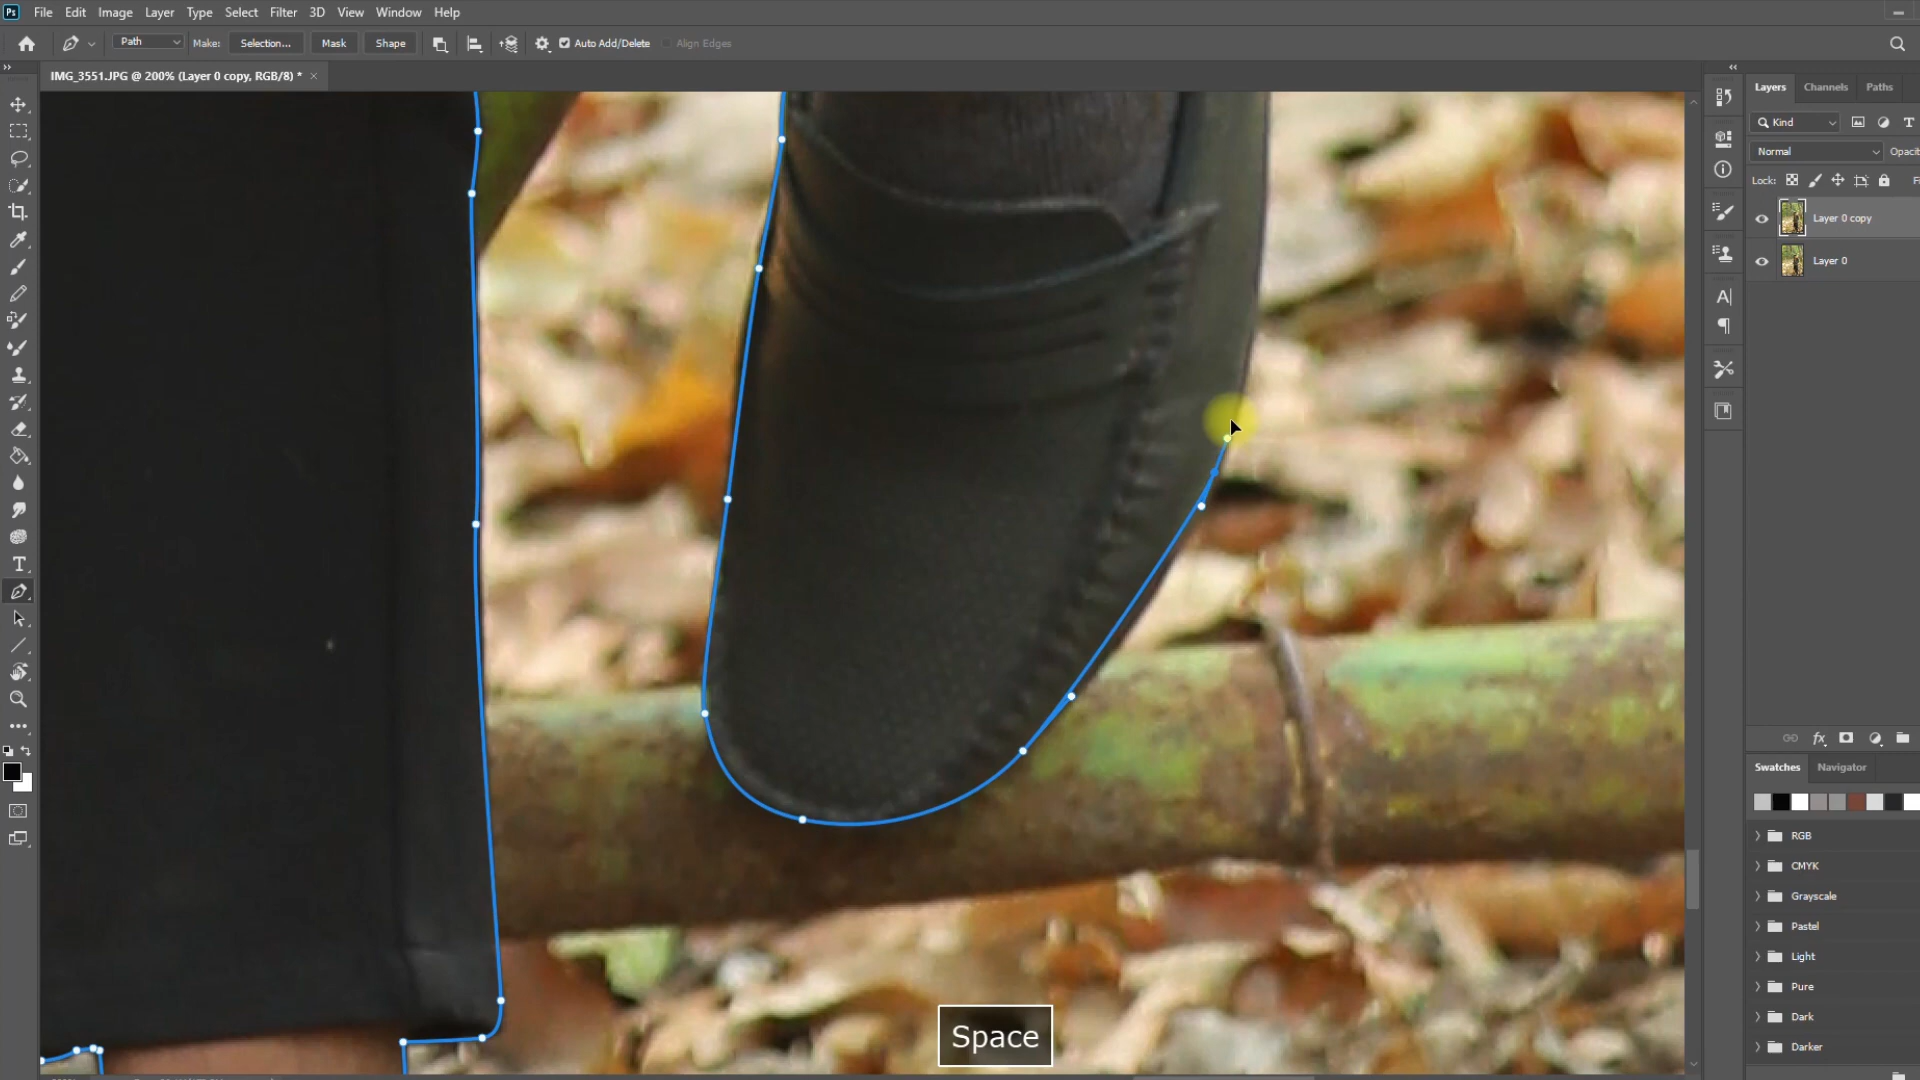 Ps File Edit Image Layer Type Select Filter 3D View Window Help
Path Make: Selection... Mask Shape Auto Add/Delete Align Edges
IMG_3551.JPG @ 200% (Layer 0 copy, RGB/8) * ×
Layers Channels Paths
Kind
Normal Opacit
Lock:
Layer 0 copy
Layer 0
fx
Swatches Navigator
RGB
CMYK
Grayscale
Pastel
Light
Pure
Dark
Darker
Space